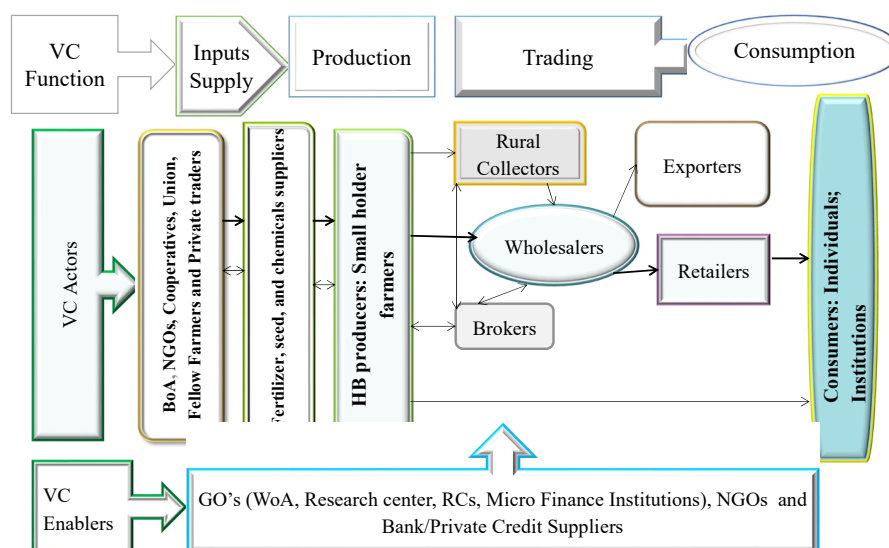 VC
Function
Inputs
Supply
Production
Trading
Consumption
VC Actors
BoA, NGOs, Cooperatives, Union,
Fellow Farmers and Private traders
Fertilizer, seed, and chemicals suppliers
HB producers: Small holder
farmers
Rural
Collectors
Exporters
Wholesalers
Retailers
Brokers
Consumers: Individuals;
Institutions
VC
Enablers
GO's (WoA, Research center, RCs, Micro Finance Institutions), NGOs and
Bank/Private Credit Suppliers